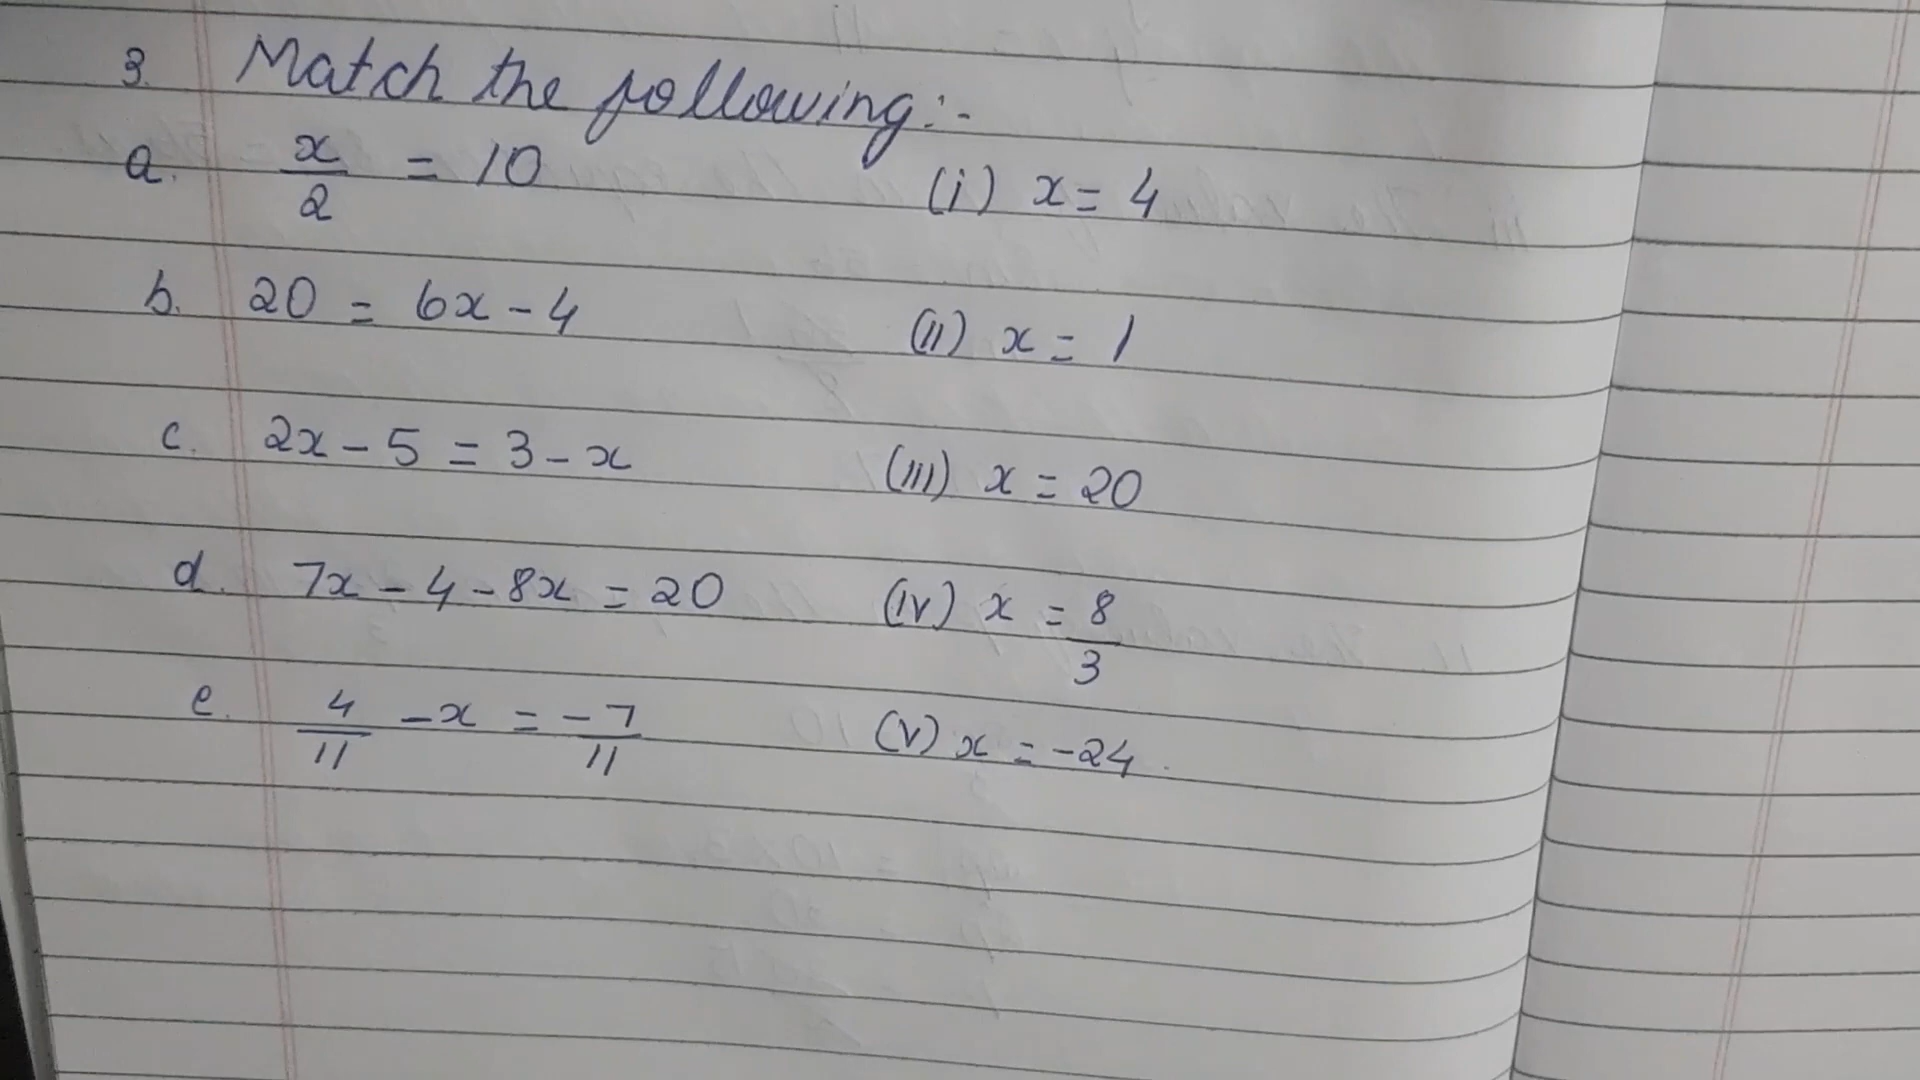 3. Match the following:-
a. x/2 = 10 (i) x = 4
b. 20 = 6x - 4 (ii) x = 1
c. 2x - 5 = 3 - x (iii) x = 20
d. 7x - 4 - 8x = 20 (iv) x = 8/3
e. 4/11 - x = -7/11 (v) x = -24